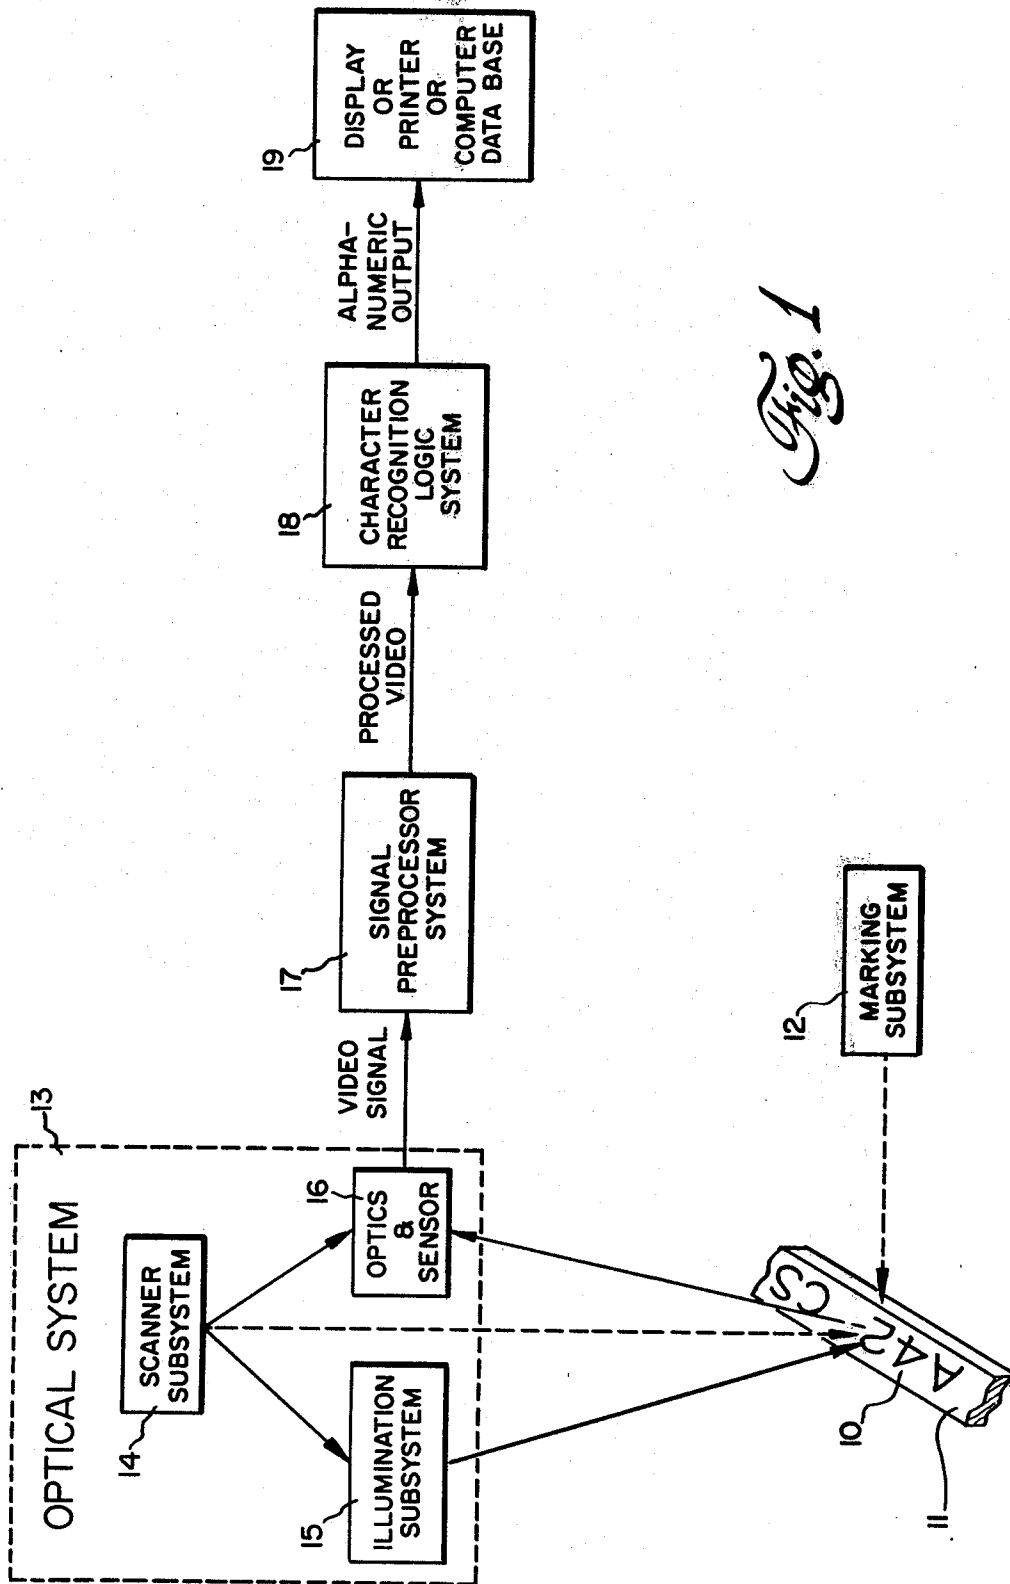 OPTICAL SYSTEM
13
14
SCANNER
SUBSYSTEM
15
ILLUMINATION
SUBSYSTEM
16
OPTICS
&
SENSOR
VIDEO
SIGNAL
17
SIGNAL
PREPROCESSOR
SYSTEM
PROCESSED
VIDEO
18
CHARACTER
RECOGNITION
LOGIC
SYSTEM
ALPHA-
NUMERIC
OUTPUT
19
DISPLAY
OR
PRINTER
OR
COMPUTER
DATA BASE
10
11
A42CS
12
MARKING
SUBSYSTEM
Fig. 1